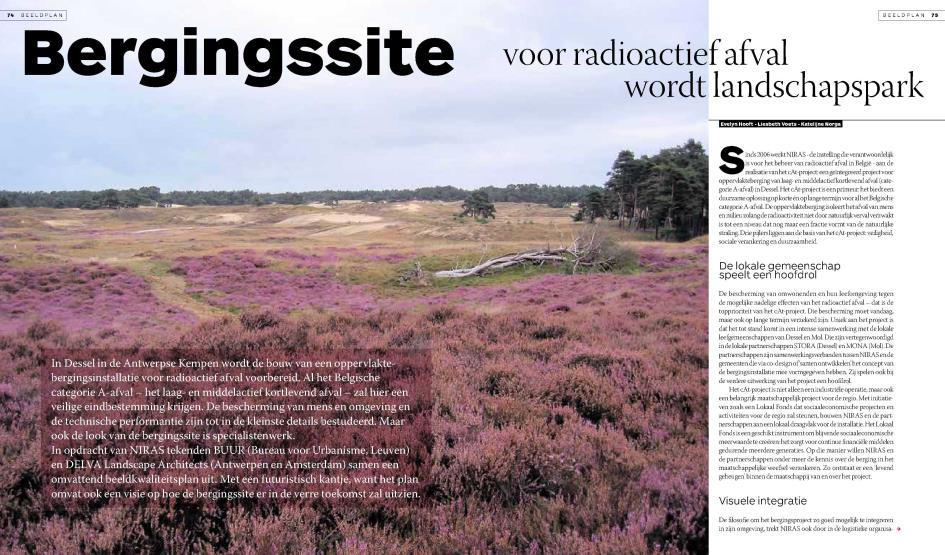 74 BEELDPLAN
BEELDPLAN 75
Bergingssite
voor radioactief afval
wordt landschapspark
Evelyn Hooft - Liesbeth Voets - Katelijne Norga
Sinds 2006 werkt NIRAS - de instelling die verantwoordelijk
is voor het beheer van radioactief afval in België - aan de
realisatie van het cAt-project: een geïntegreerd project voor
oppervlakteberging van laag- en middelactief kortlevend afval (cate-
gorie A-afval) in Dessel. Het cAt-project is een primeur: het biedt een
duurzame oplossing op korte én op lange termijn voor al het Belgische
categorie A-afval. De oppervlakteberging isoleert het afval van mens
en milieu zolang de radioactiviteit niet door natuurlijk verval verzwakt
is tot een niveau dat nog maar een fractie vormt van de natuurlijke
straling. Drie pijlers liggen aan de basis van het cAt-project: veiligheid,
sociale verankering en duurzaamheid.
De lokale gemeenschap
speelt een hoofdrol
De bescherming van omwonenden en hun leefomgeving tegen
de mogelijke nadelige effecten van het radioactief afval – dat is de
topprioriteit van het cAt-project. Die bescherming moet vandaag,
maar ook op lange termijn verzekerd zijn. Uniek aan het project is
dat het tot stand komt in een intense samenwerking met de lokale
leefgemeenschappen van Dessel en Mol. Die zijn vertegenwoordigd
in de lokale partnerschappen STORA (Dessel) en MONA (Mol). De
partnerschappen zijn samenwerkingsverbanden tussen NIRAS en de
gemeenten die via co-design of 'samen ontwikkelen' het concept van
de bergingsinstallatie mee vormgegeven hebben. Zij spelen ook bij
de verdere uitwerking van het project een hoofdrol.
Het cAt-project is niet alleen een industriële operatie, maar ook
een belangrijk maatschappelijk project voor de regio. Met initiatie-
ven zoals een Lokaal Fonds dat sociaaleconomische projecten en
activiteiten voor de regio zal steunen, bouwen NIRAS en de part-
nerschappen aan een lokaal draagvlak voor de installatie. Het Lokaal
Fonds is een geschikt instrument om blijvende sociaaleconomische
meerwaarde te creëren: het zorgt voor continue financiële middelen
gedurende meerdere generaties. Op die manier willen NIRAS en
de partnerschappen onder meer de kennis over de berging in het
maatschappelijke weefsel verankeren. Zo ontstaat er een 'levend
geheugen' binnen de maatschappij van en over het project.
Visuele integratie
De filosofie om het bergingsproject zo goed mogelijk te integreren
in zijn omgeving, trekt NIRAS ook door in de logistieke organisa-
In Dessel in de Antwerpse Kempen wordt de bouw van een oppervlakte-
bergingsinstallatie voor radioactief afval voorbereid. Al het Belgische
categorie A-afval – het laag- en middelactief kortlevend afval – zal hier een
veilige eindbestemming krijgen. De bescherming van mens en omgeving en
de technische performantie zijn tot in de kleinste details bestudeerd. Maar
ook de look van de bergingssite is specialistenwerk.
In opdracht van NIRAS tekenden BUUR (Bureau voor Urbanisme, Leuven)
en DELVA Landscape Architects (Antwerpen en Amsterdam) samen een
omvattend beeldkwaliteitsplan uit. Met een futuristisch kantje, want het plan
omvat ook een visie op hoe de bergingssite er in de verre toekomst zal uitzien.